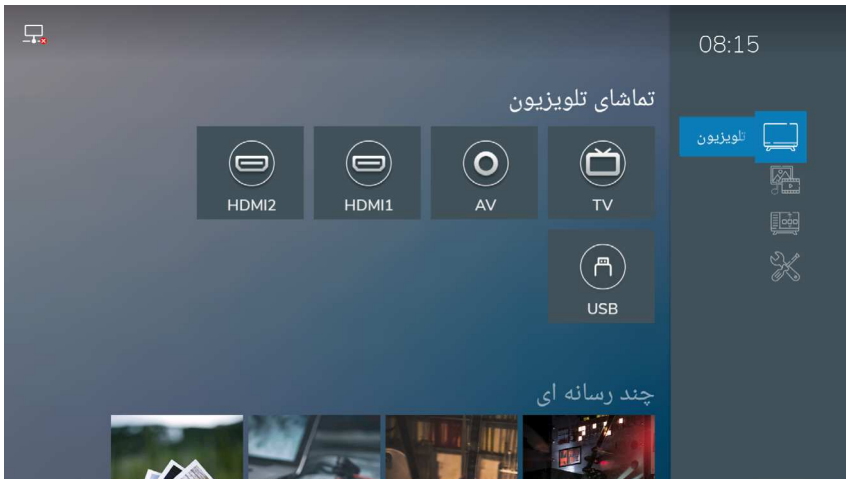 08:15
تماشای تلویزیون
تلویزیون
TV AV HDMI1 HDMI2
USB
چند رسانه ای